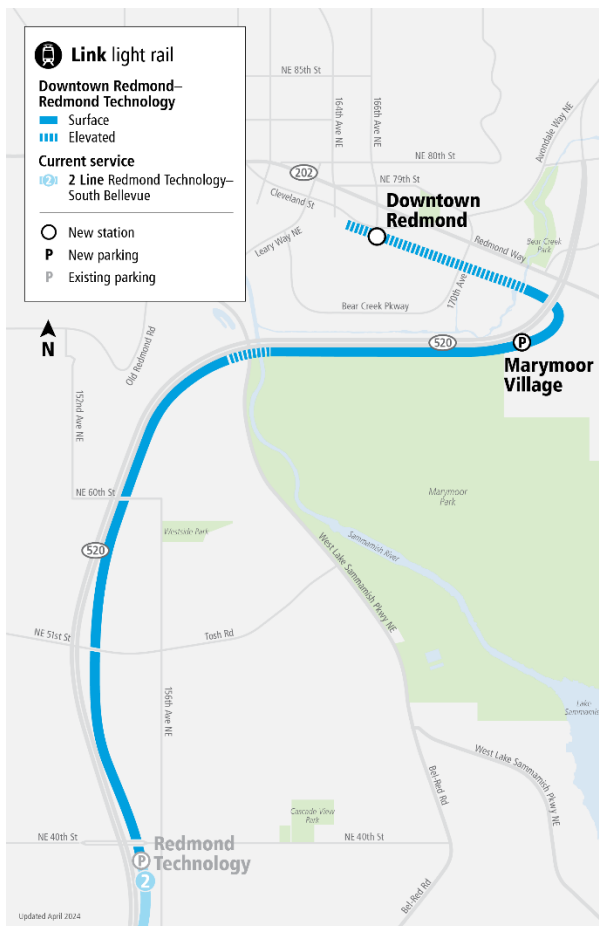 Link light rail
Downtown Redmond–
Redmond Technology
Surface
Elevated
Current service
2
2 Line Redmond Technology–
South Bellevue
New station
P New parking
P Existing parking
N
NE 85th St
164th Ave NE
166th Ave NE
Avondale Way NE
NE 80th St
202
NE 79th St
Cleveland St
Downtown
Redmond
Leary Way NE
Redmond Way
Bear Creek
Park
170th Ave
Bear Creek Pkway
Old Redmond Rd
520
P
Marymoor
Village
152nd Ave NE
NE 60th St
Marymoor
Park
Westside Park
520
Sammamish River
West Lake Sammamish Pkwy NE
NE 51st St
Tosh Rd
156th Ave NE
Lake
Sammamis
West Lake Sammamish Pkwy NE
Bel-Red Rd
Cascade View
Park
NE 40th St
NE 40th St
P
Redmond
Technology
2
Bel-Red Rd
Updated April 2024